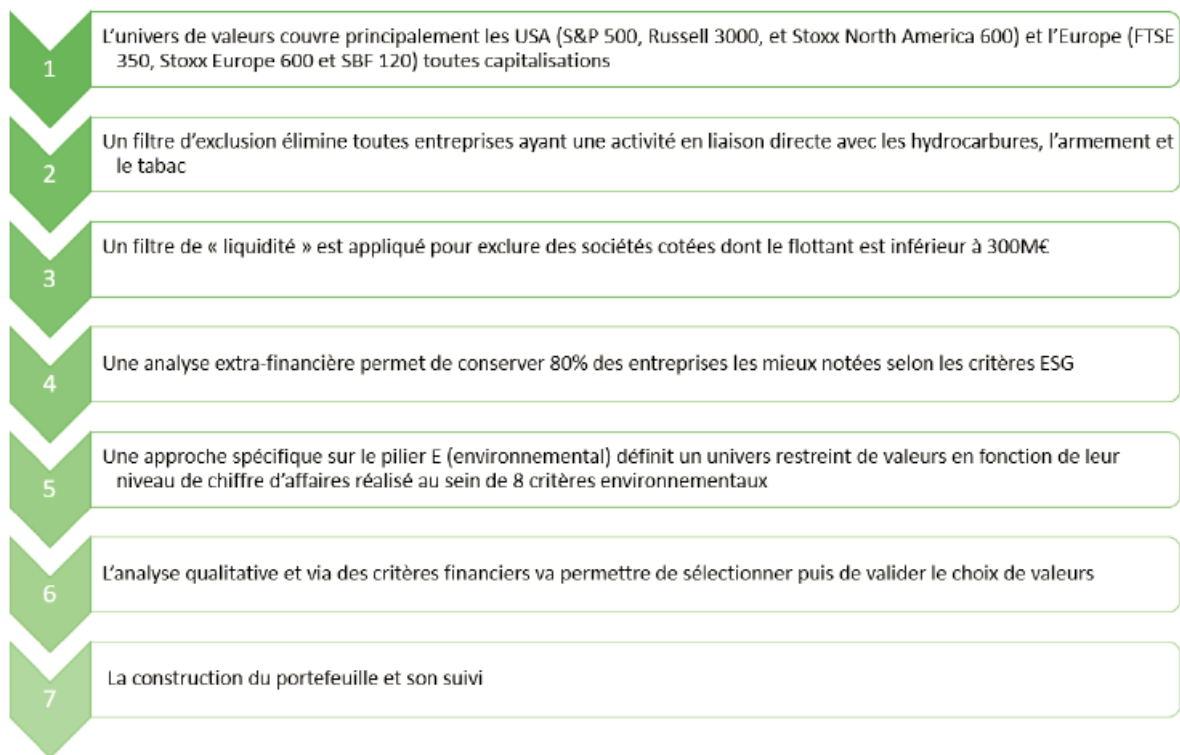 1
L’univers de valeurs couvre principalement les USA (S&P 500, Russell 3000, et Stoxx North America 600) et l’Europe (FTSE
350, Stoxx Europe 600 et SBF 120) toutes capitalisations
2
Un filtre d’exclusion élimine toutes entreprises ayant une activité en liaison directe avec les hydrocarbures, l’armement et
le tabac
3
Un filtre de « liquidité » est appliqué pour exclure des sociétés cotées dont le flottant est inférieur à 300M€
4
Une analyse extra-financière permet de conserver 80% des entreprises les mieux notées selon les critères ESG
5
Une approche spécifique sur le pilier E (environnemental) définit un univers restreint de valeurs en fonction de leur
niveau de chiffre d’affaires réalisé au sein de 8 critères environnementaux
6
L’analyse qualitative et via des critères financiers va permettre de sélectionner puis de valider le choix de valeurs
7
La construction du portefeuille et son suivi